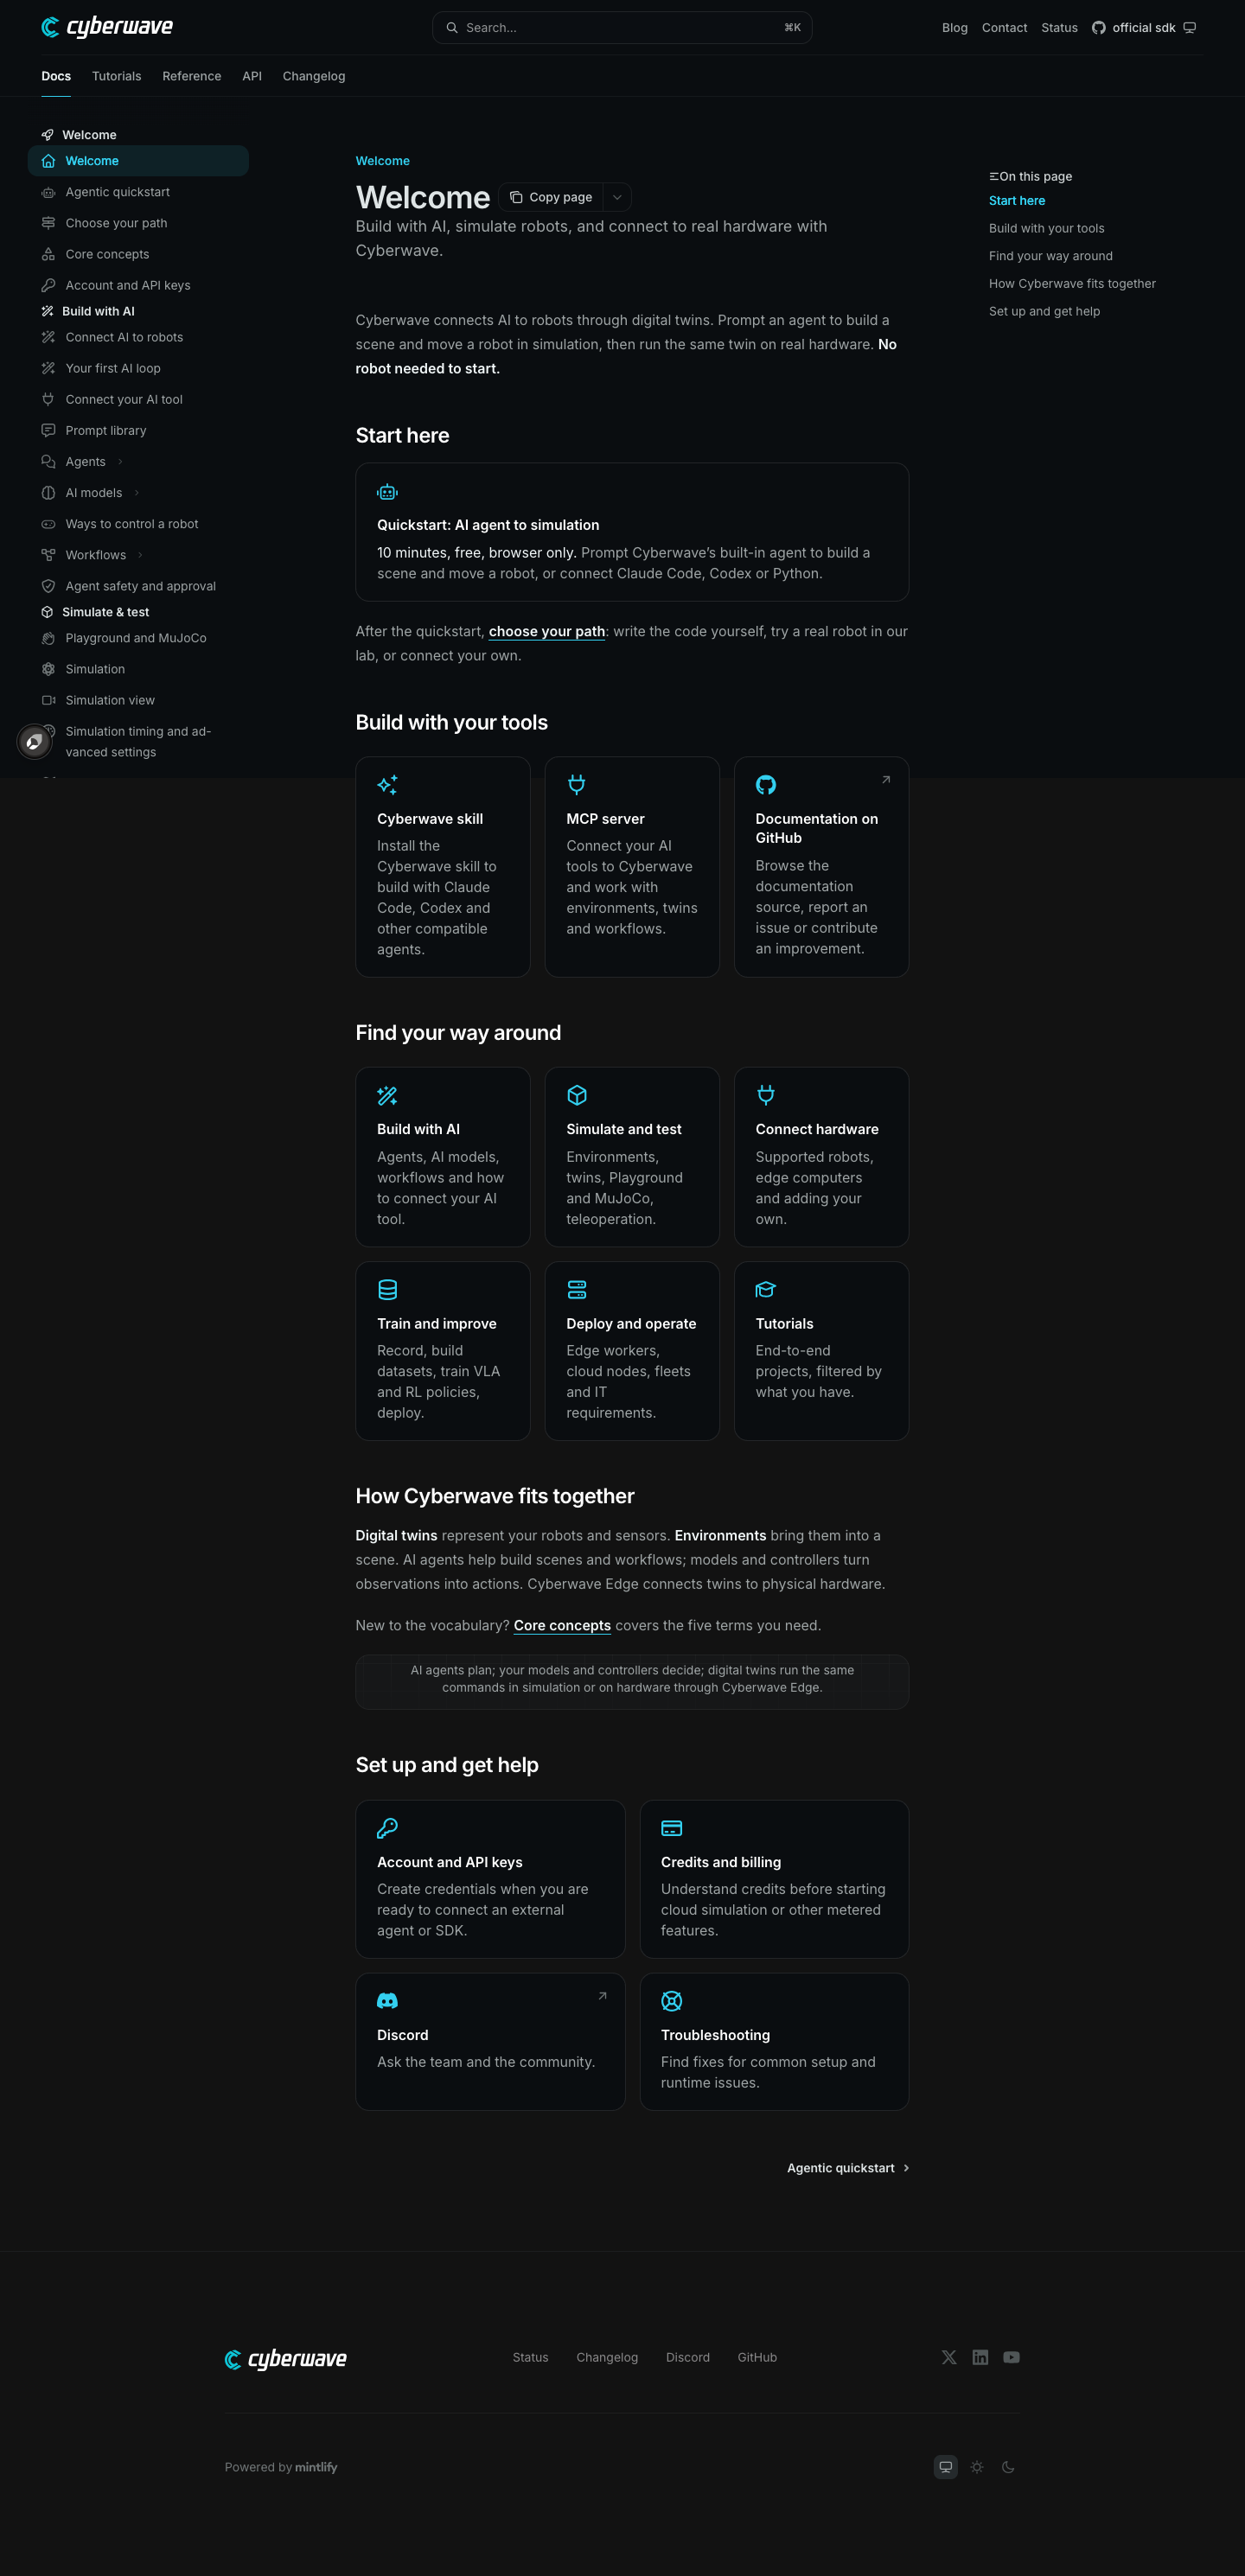 cyberwave
Search...
⌘K
Blog
Contact
Status
official sdk
Docs
Tutorials
Reference
API
Changelog
Welcome
Welcome
Agentic quickstart
Choose your path
Core concepts
Account and API keys
Build with AI
Connect AI to robots
Your first AI loop
Connect your AI tool
Prompt library
Agents
AI models
Ways to control a robot
Workflows
Agent safety and approval
Simulate & test
Playground and MuJoCo
Simulation
Simulation view
Simulation timing and ad-
vanced settings
Welcome
Welcome
Copy page
Build with AI, simulate robots, and connect to real hardware with
Cyberwave.
Cyberwave connects AI to robots through digital twins. Prompt an agent to build a
scene and move a robot in simulation, then run the same twin on real hardware. No
robot needed to start.
Start here
Quickstart: AI agent to simulation
10 minutes, free, browser only. Prompt Cyberwave’s built-in agent to build a
scene and move a robot, or connect Claude Code, Codex or Python.
After the quickstart, choose your path: write the code yourself, try a real robot in our
lab, or connect your own.
Build with your tools
Cyberwave skill
Install the
Cyberwave skill to
build with Claude
Code, Codex and
other compatible
agents.
MCP server
Connect your AI
tools to Cyberwave
and work with
environments, twins
and workflows.
Documentation on
GitHub
Browse the
documentation
source, report an
issue or contribute
an improvement.
Find your way around
Build with AI
Agents, AI models,
workflows and how
to connect your AI
tool.
Simulate and test
Environments,
twins, Playground
and MuJoCo,
teleoperation.
Connect hardware
Supported robots,
edge computers
and adding your
own.
Train and improve
Record, build
datasets, train VLA
and RL policies,
deploy.
Deploy and operate
Edge workers,
cloud nodes, fleets
and IT
requirements.
Tutorials
End-to-end
projects, filtered by
what you have.
How Cyberwave fits together
Digital twins represent your robots and sensors. Environments bring them into a
scene. AI agents help build scenes and workflows; models and controllers turn
observations into actions. Cyberwave Edge connects twins to physical hardware.
New to the vocabulary? Core concepts covers the five terms you need.
AI agents plan; your models and controllers decide; digital twins run the same
commands in simulation or on hardware through Cyberwave Edge.
Set up and get help
Account and API keys
Create credentials when you are
ready to connect an external
agent or SDK.
Credits and billing
Understand credits before starting
cloud simulation or other metered
features.
Discord
Ask the team and the community.
Troubleshooting
Find fixes for common setup and
runtime issues.
Agentic quickstart
On this page
Start here
Build with your tools
Find your way around
How Cyberwave fits together
Set up and get help
cyberwave
Status
Changelog
Discord
GitHub
Powered by mintlify